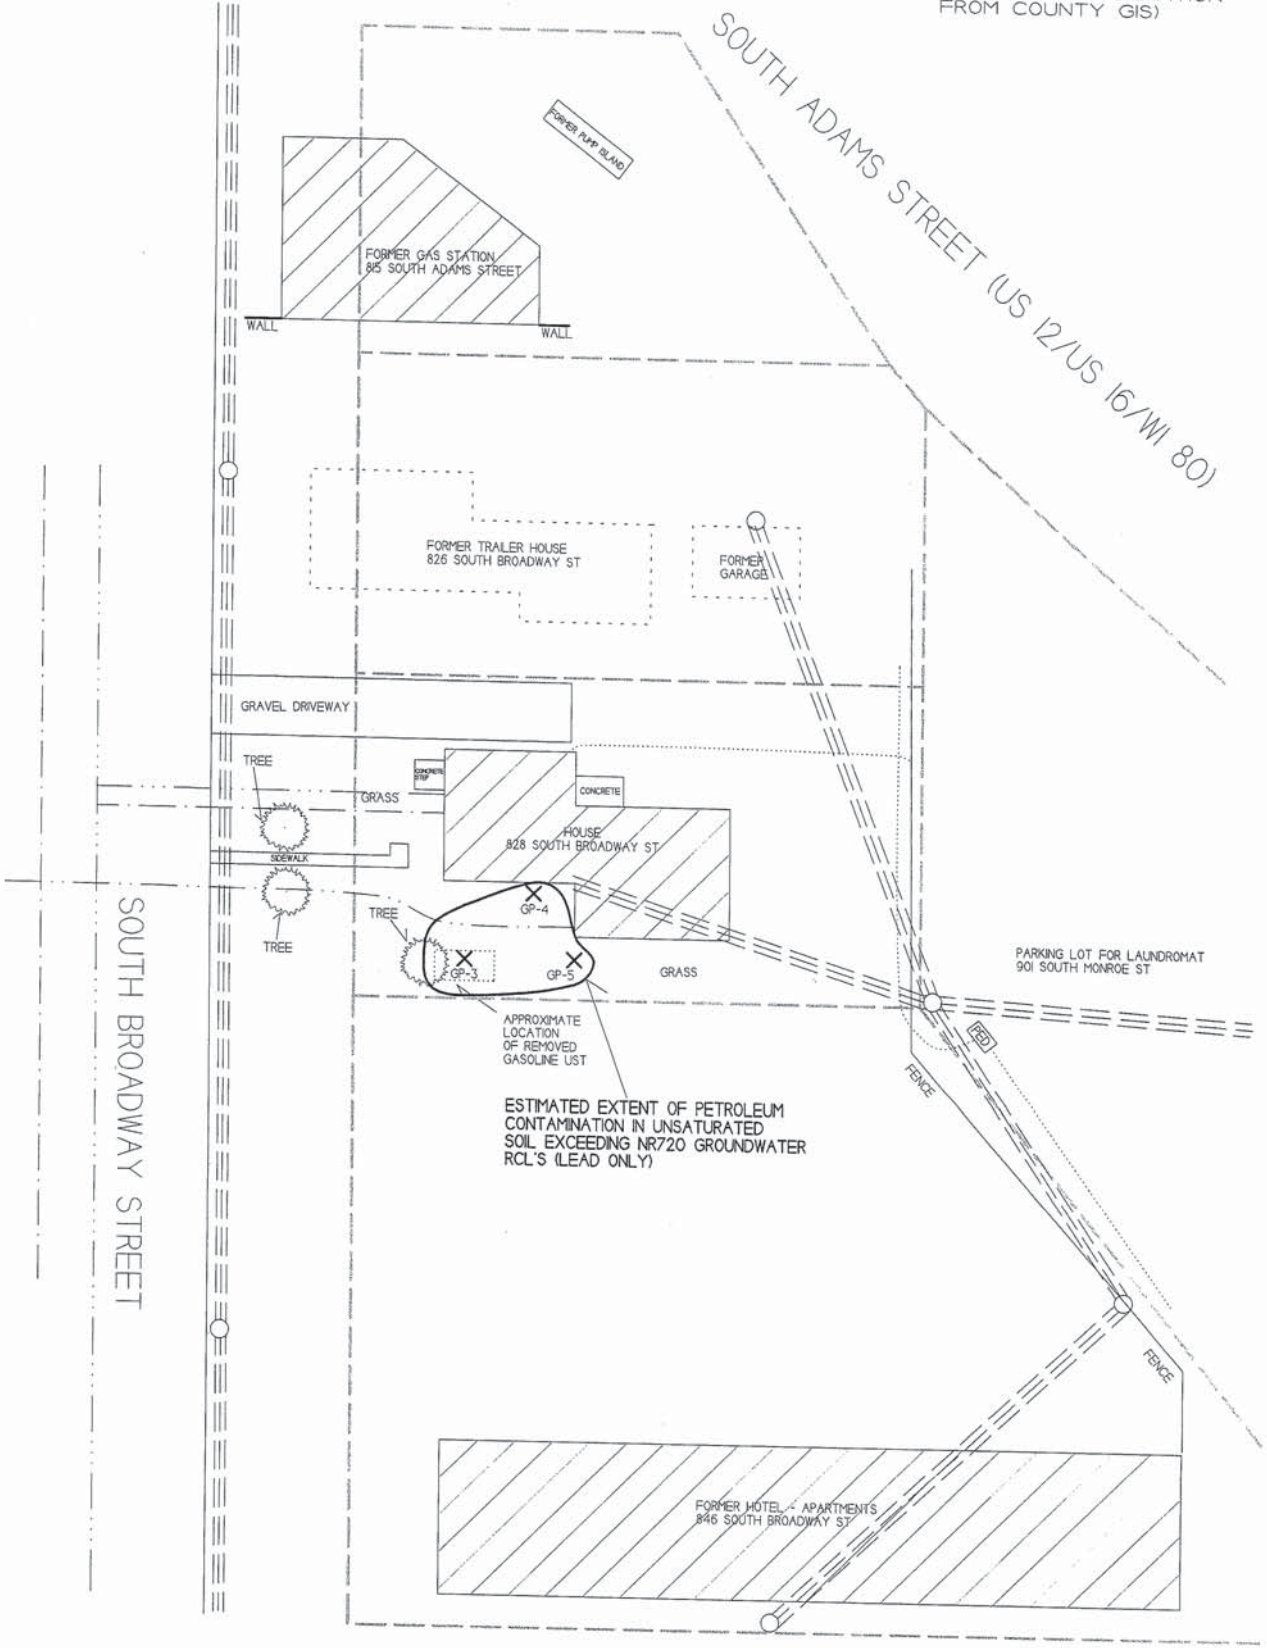 FROM COUNTY GIS)
SOUTH ADAMS STREET (US 12/US 16/WI 80)
FORMER PUMP ISLAND
FORMER GAS STATION
815 SOUTH ADAMS STREET
WALL
WALL
FORMER TRAILER HOUSE
826 SOUTH BROADWAY ST
FORMER
GARAGE
GRAVEL DRIVEWAY
TREE
CONCRETE
STEP
GRASS
CONCRETE
HOUSE
828 SOUTH BROADWAY ST
SIDEWALK
TREE
TREE
GP-4
GP-3
GP-5
GRASS
PARKING LOT FOR LAUNDROMAT
901 SOUTH MONROE ST
APPROXIMATE
LOCATION
OF REMOVED
GASOLINE UST
PED
FENCE
SOUTH BROADWAY STREET
ESTIMATED EXTENT OF PETROLEUM
CONTAMINATION IN UNSATURATED
SOIL EXCEEDING NR720 GROUNDWATER
RCL'S (LEAD ONLY)
FENCE
FORMER HOTEL - APARTMENTS
846 SOUTH BROADWAY ST